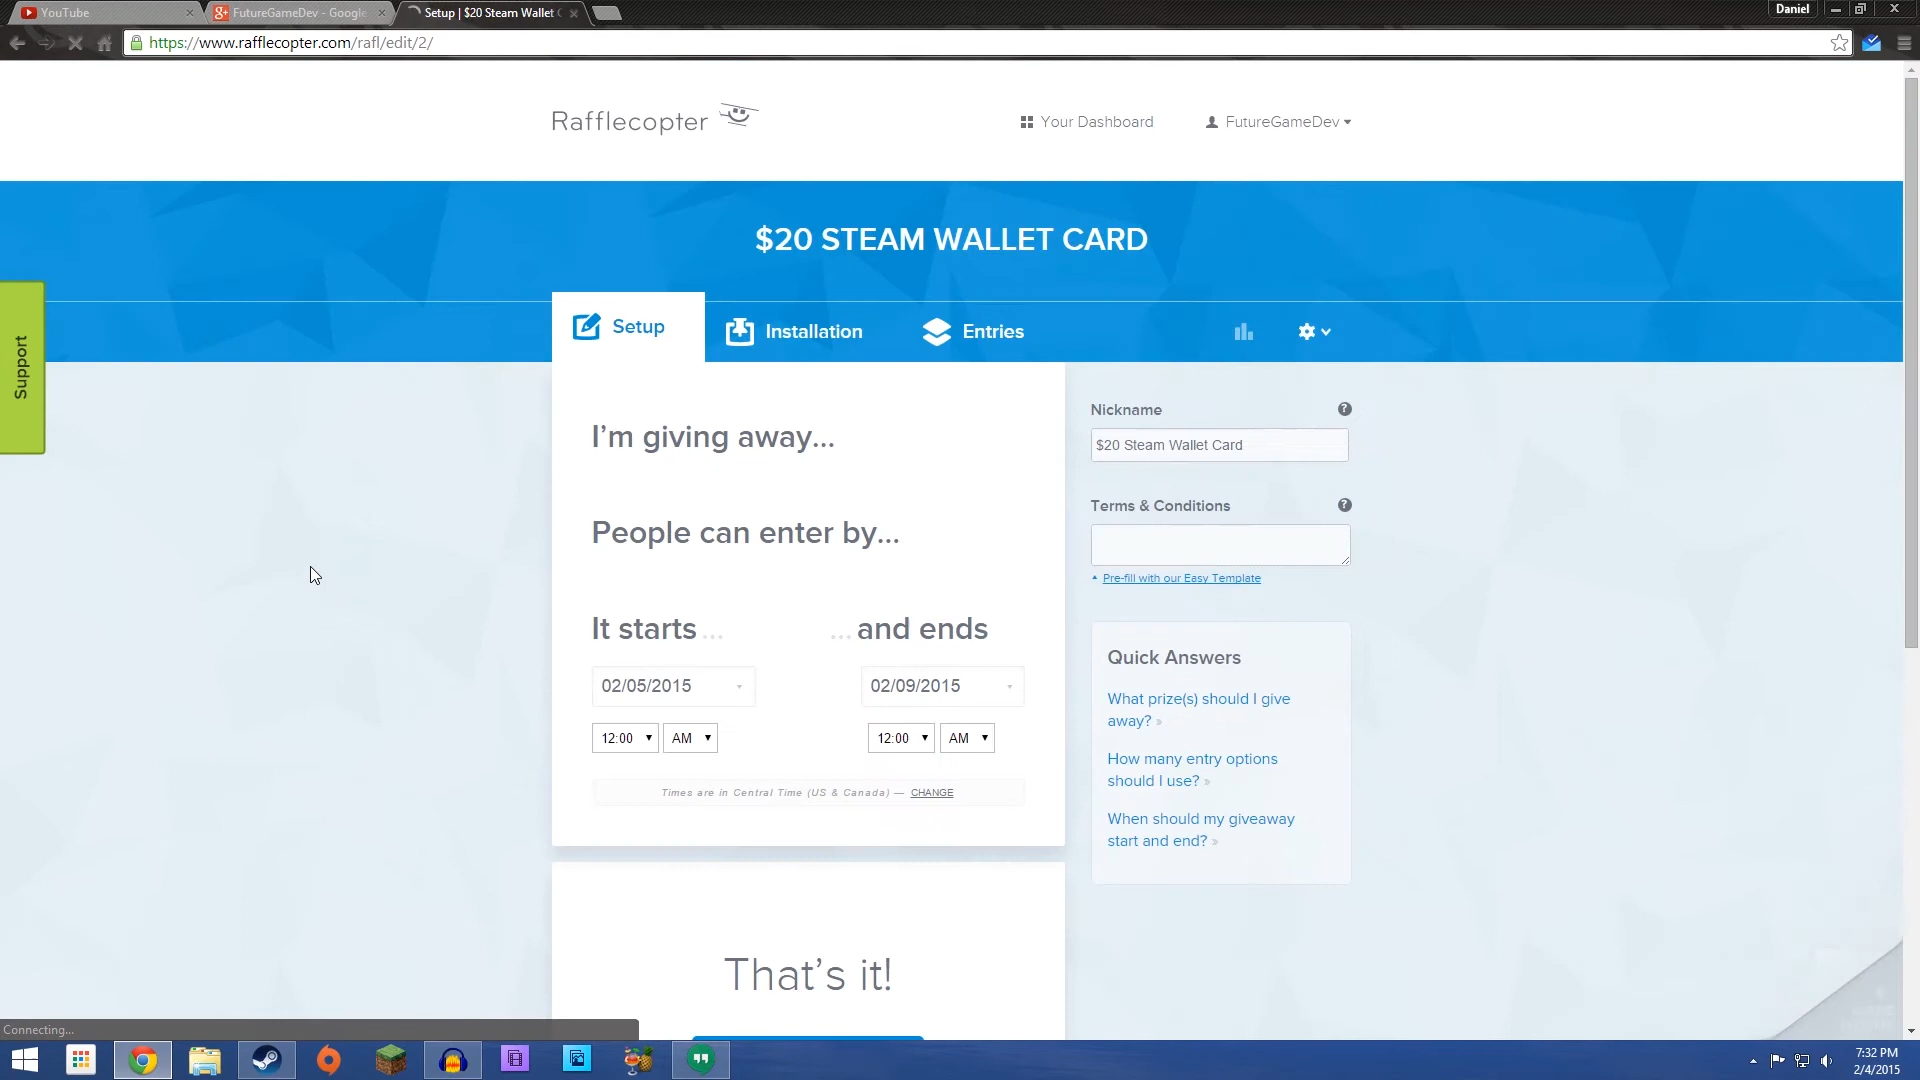 YouTube
FutureGameDev - Google
Setup | $20 Steam Wallet C
Daniel
https://www.rafflecopter.com/rafl/edit/2/
Rafflecopter
Your Dashboard
FutureGameDev
$20 STEAM WALLET CARD
Setup
Installation
Entries
Support
I'm giving away...
People can enter by...
It starts ...
... and ends
02/05/2015
02/09/2015
12:00 AM
12:00 AM
Times are in Central Time (US & Canada) — CHANGE
That's it!
Nickname
$20 Steam Wallet Card
Terms & Conditions
Pre-fill with our Easy Template
Quick Answers
What prize(s) should I give
away? »
How many entry options
should I use? »
When should my giveaway
start and end? »
Connecting...
7:32 PM
2/4/2015